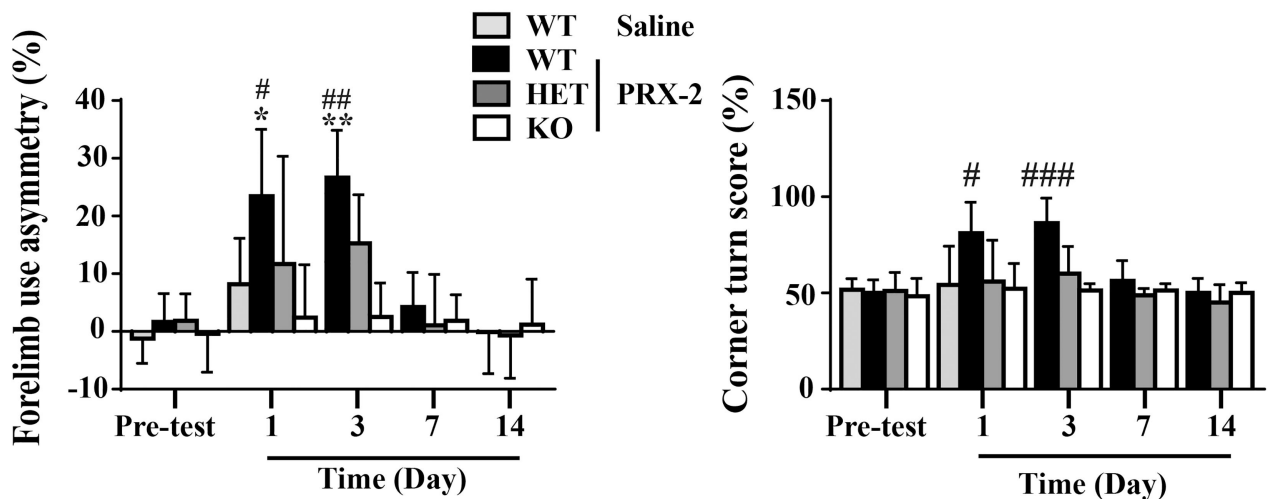 WT Saline
WT
HET PRX-2
KO
Forelimb use asymmetry (%)
40
30
20
10
0
-10
#
*
##
**
Pre-test 1 3 7 14
Time (Day)
Corner turn score (%)
150
100
50
0
# ###
Pre-test 1 3 7 14
Time (Day)